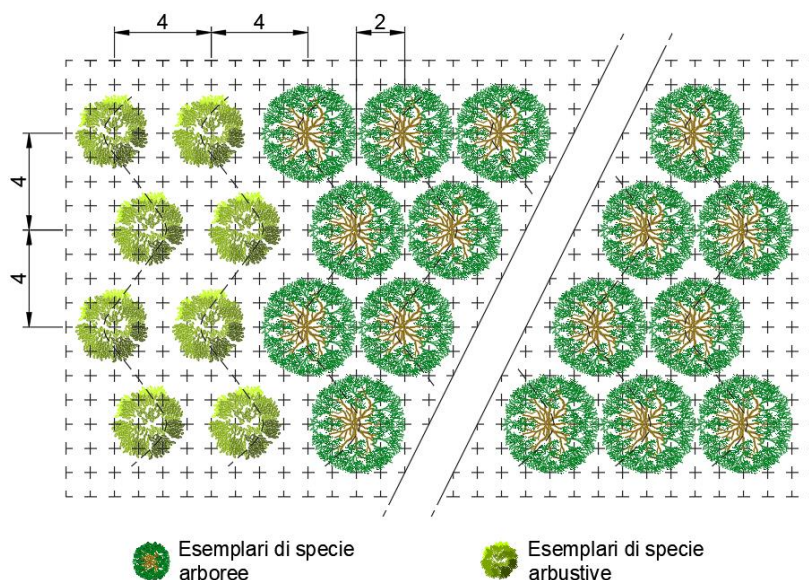 4 4 2
4
4
Esemplari di specie
arboree
Esemplari di specie
arbustive